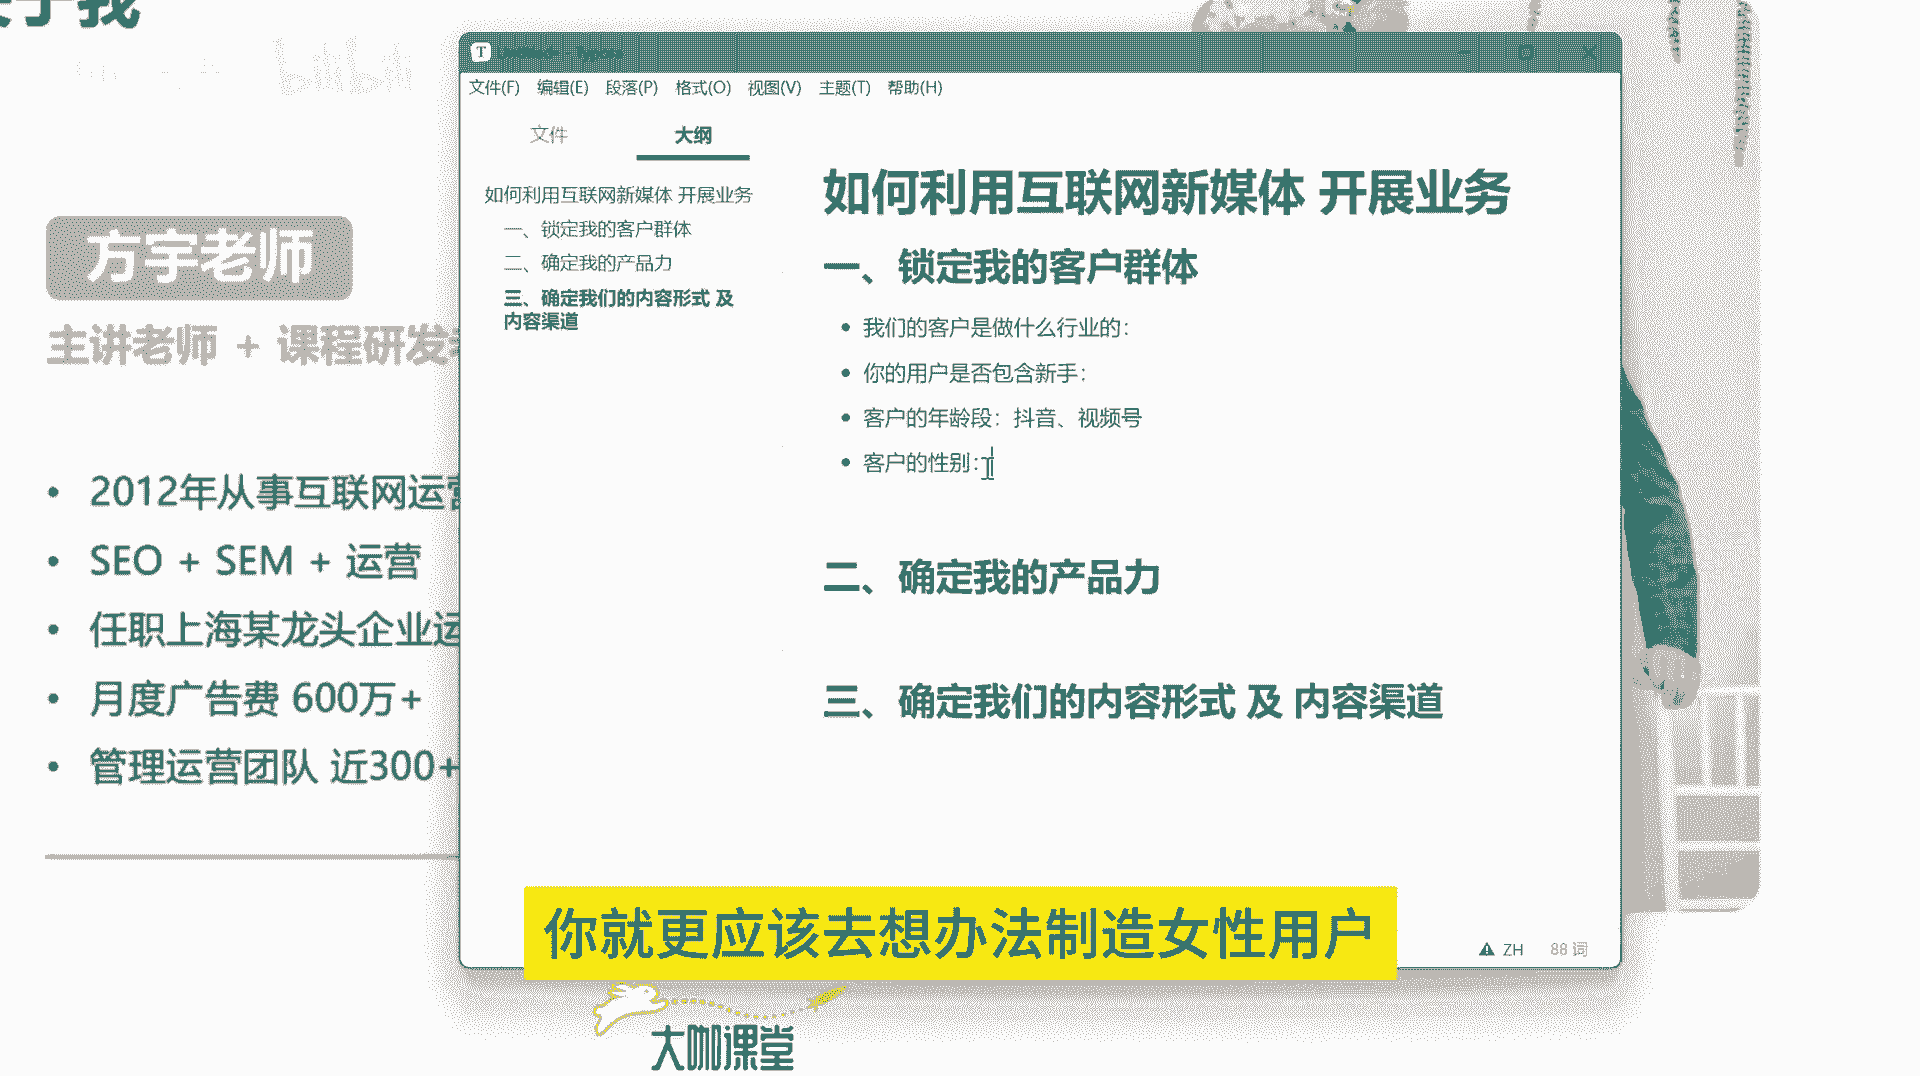 于我
bilibili
方宇老师
主讲老师 + 课程研发
• 2012年从事互联网运营
• SEO + SEM + 运营
• 任职上海某龙头企业运
• 月度广告费 600万+
• 管理运营团队 近300+
T
文件(F) 编辑(E) 段落(P) 格式(O) 视图(V) 主题(T) 帮助(H)
文件 大纲
如何利用互联网新媒体 开展业务
一、锁定我的客户群体
二、确定我的产品力
三、确定我们的内容形式 及
内容渠道
如何利用互联网新媒体 开展业务
一、锁定我的客户群体
• 我们的客户是做什么行业的：
• 你的用户是否包含新手：
• 客户的年龄段：抖音、视频号
• 客户的性别：
二、确定我的产品力
三、确定我们的内容形式 及 内容渠道
ZH 88 词
你就更应该去想办法制造女性用户
大咖课堂